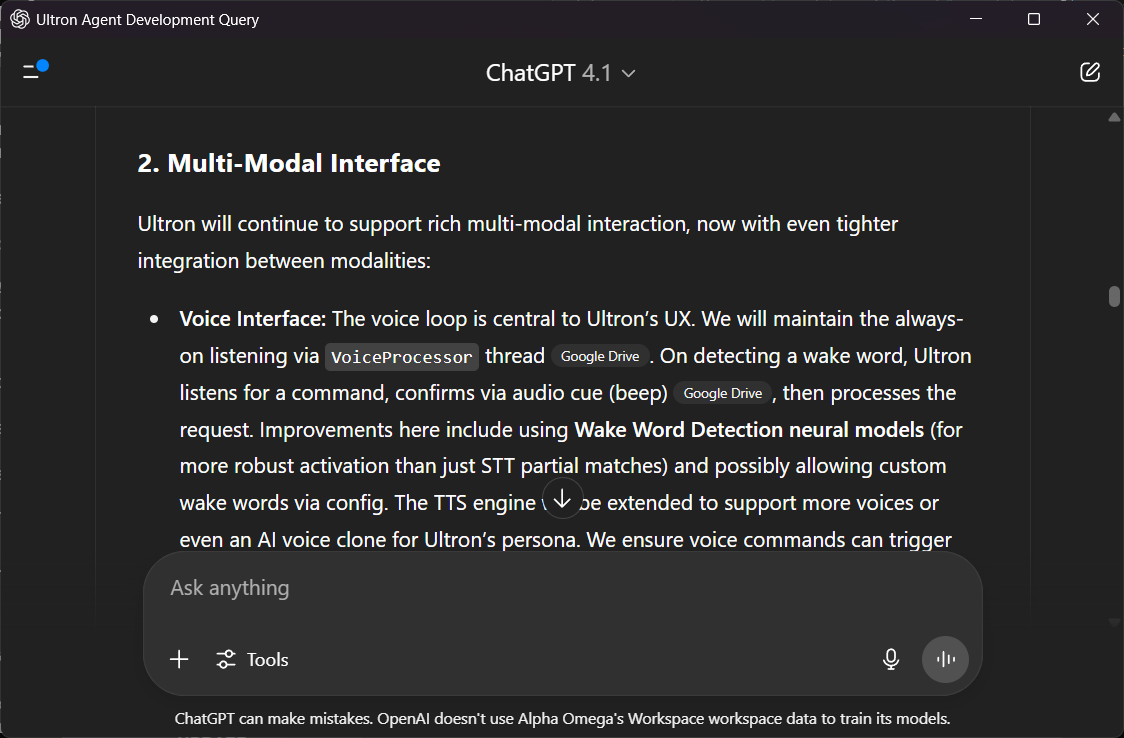 Ultron Agent Development Query
ChatGPT 4.1
2. Multi-Modal Interface
Ultron will continue to support rich multi-modal interaction, now with even tighter
integration between modalities:
• Voice Interface: The voice loop is central to Ultron’s UX. We will maintain the always-
on listening via VoiceProcessor thread Google Drive . On detecting a wake word, Ultron
listens for a command, confirms via audio cue (beep) Google Drive , then processes the
request. Improvements here include using Wake Word Detection neural models (for
more robust activation than just STT partial matches) and possibly allowing custom
wake words via config. The TTS engine be extended to support more voices or
even an AI voice clone for Ultron’s persona. We ensure voice commands can trigger
Ask anything
Tools
ChatGPT can make mistakes. OpenAI doesn't use Alpha Omega's Workspace workspace data to train its models.